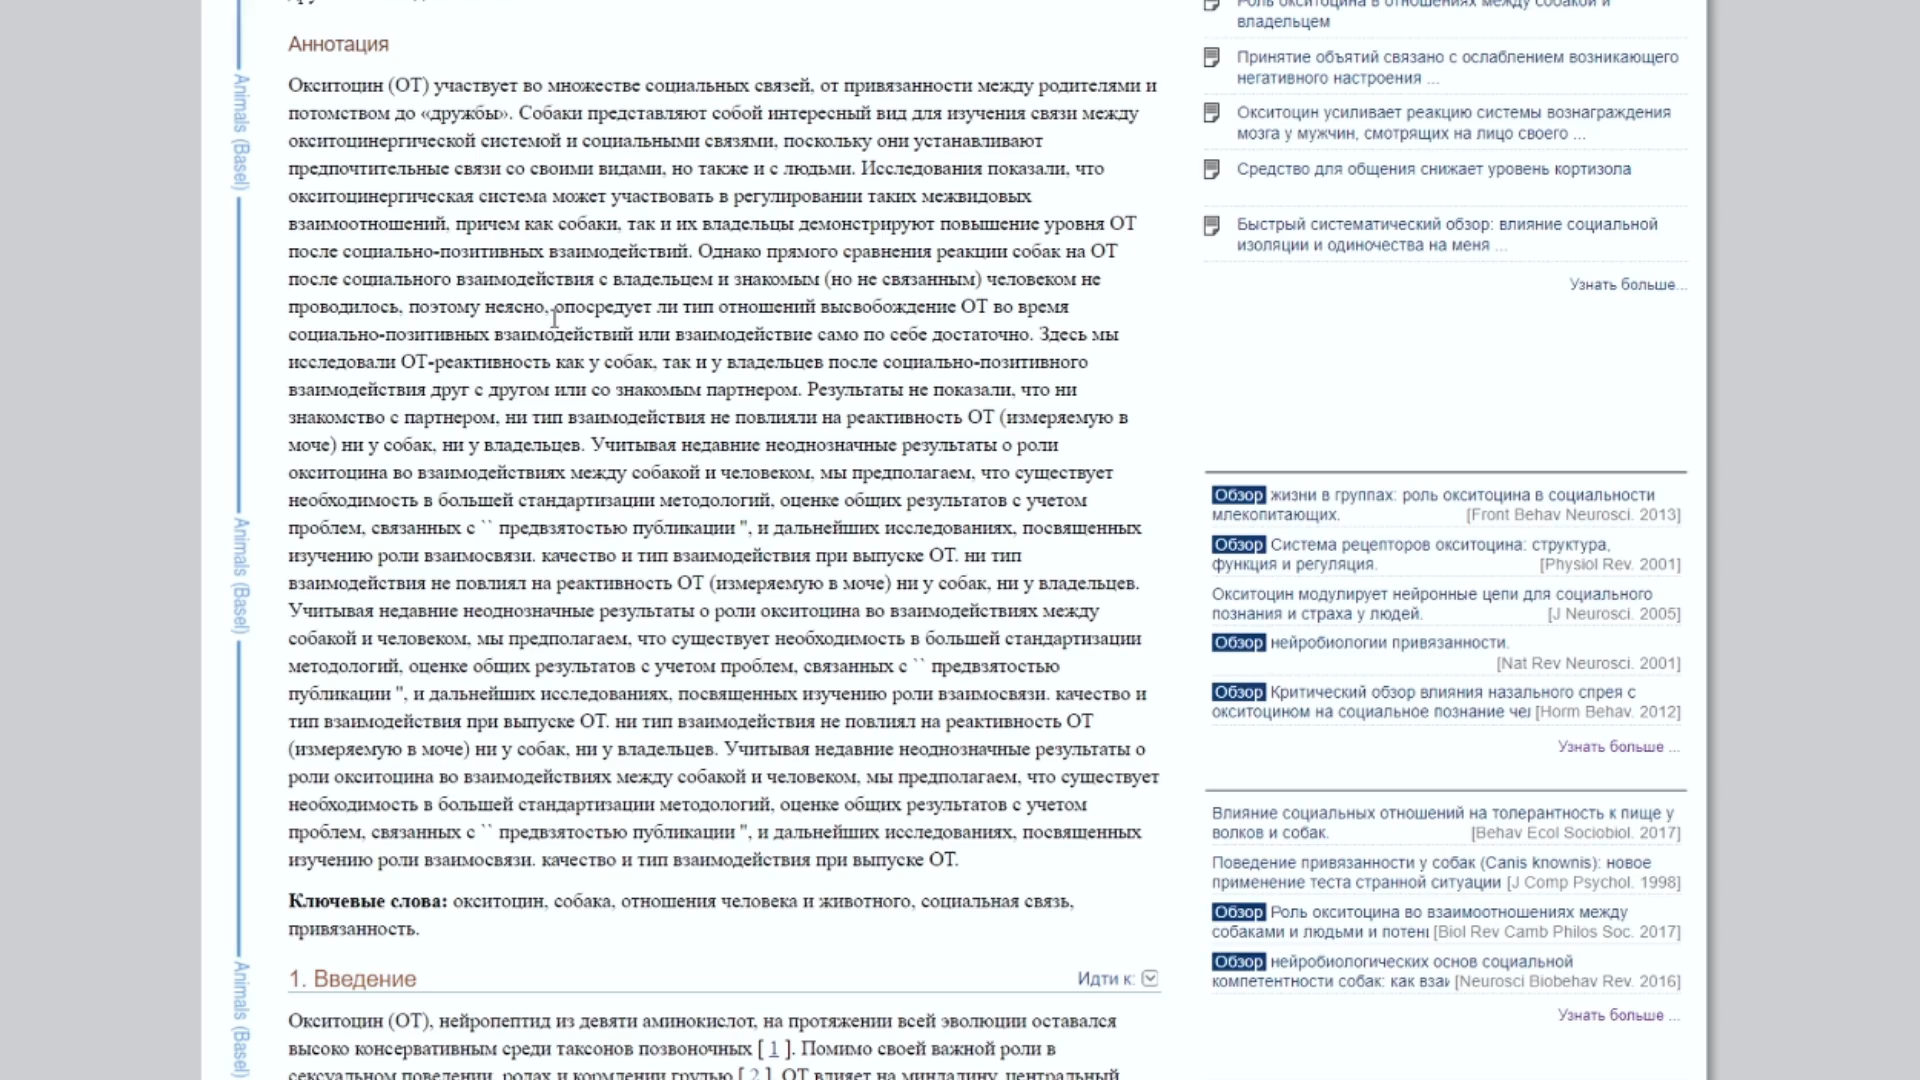 Аннотация
Окситоцин (ОТ) участвует во множестве социальных связей, от привязанности между родителями и
потомством до «дружбы». Собаки представляют собой интересный вид для изучения связи между
окситоцинергической системой и социальными связями, поскольку они устанавливают
предпочтительные связи со своими видами, но также и с людьми. Исследования показали, что
окситоцинергическая система может участвовать в регулировании таких межвидовых
взаимоотношений, причем как собаки, так и их владельцы демонстрируют повышение уровня ОТ
после социально-позитивных взаимодействий. Однако прямого сравнения реакции собак на ОТ
после социального взаимодействия с владельцем и знакомым (но не связанным) человеком не
проводилось, поэтому неясно, опосредует ли тип отношений высвобождение ОТ во время
социально-позитивных взаимодействий или взаимодействие само по себе достаточно. Здесь мы
исследовали ОТ-реактивность как у собак, так и у владельцев после социально-позитивного
взаимодействия друг с другом или со знакомым партнером. Результаты не показали, что ни
знакомство с партнером, ни тип взаимодействия не повлияли на реактивность ОТ (измеряемую в
моче) ни у собак, ни у владельцев. Учитывая недавние неоднозначные результаты о роли
окситоцина во взаимодействиях между собакой и человеком, мы предполагаем, что существует
необходимость в большей стандартизации методологий, оценке общих результатов с учетом
проблем, связанных с `` предвзятостью публикации ", и дальнейших исследованиях, посвященных
изучению роли взаимосвязи. качество и тип взаимодействия при выпуске ОТ. ни тип
взаимодействия не повлиял на реактивность ОТ (измеряемую в моче) ни у собак, ни у владельцев.
Учитывая недавние неоднозначные результаты о роли окситоцина во взаимодействиях между
собакой и человеком, мы предполагаем, что существует необходимость в большей стандартизации
методологий, оценке общих результатов с учетом проблем, связанных с `` предвзятостью
публикации ", и дальнейших исследованиях, посвященных изучению роли взаимосвязи. качество и
тип взаимодействия при выпуске ОТ. ни тип взаимодействия не повлиял на реактивность ОТ
(измеряемую в моче) ни у собак, ни у владельцев. Учитывая недавние неоднозначные результаты о
роли окситоцина во взаимодействиях между собакой и человеком, мы предполагаем, что существует
необходимость в большей стандартизации методологий, оценке общих результатов с учетом
проблем, связанных с `` предвзятостью публикации ", и дальнейших исследованиях, посвященных
изучению роли взаимосвязи. качество и тип взаимодействия при выпуске ОТ.
Ключевые слова: окситоцин, собака, отношения человека и животного, социальная связь,
привязанность.
1. Введение
Идти к:
Окситоцин (ОТ), нейропептид из девяти аминокислот, на протяжении всей эволюции оставался
высоко консервативным среди таксонов позвоночных [ 1 ]. Помимо своей важной роли в
сексуальном поведении, родах и кормлении грудью [ 2 ], ОТ влияет на миндалину, центральный
Animals (Basel)
Animals (Basel)
Animals (Basel)
Роль окситоцина в отношениях между собакой и
владельцем
Принятие объятий связано с ослаблением возникающего
негативного настроения ...
Окситоцин усиливает реакцию системы вознаграждения
мозга у мужчин, смотрящих на лицо своего ...
Средство для общения снижает уровень кортизола
Быстрый систематический обзор: влияние социальной
изоляции и одиночества на меня ...
Узнать больше...
Обзор жизни в группах: роль окситоцина в социальности
млекопитающих. [Front Behav Neurosci. 2013]
Обзор Система рецепторов окситоцина: структура,
функция и регуляция. [Physiol Rev. 2001]
Окситоцин модулирует нейронные цепи для социального
познания и страха у людей. [J Neurosci. 2005]
Обзор нейробиологии привязанности.
[Nat Rev Neurosci. 2001]
Обзор Критический обзор влияния назального спрея с
окситоцином на социальное познание чел [Horm Behav. 2012]
Узнать больше ...
Влияние социальных отношений на толерантность к пище у
волков и собак. [Behav Ecol Sociobiol. 2017]
Поведение привязанности у собак (Canis knownis): новое
применение теста странной ситуации [J Comp Psychol. 1998]
Обзор Роль окситоцина во взаимоотношениях между
собаками и людьми и потенц [Biol Rev Camb Philos Soc. 2017]
Обзор нейробиологических основ социальной
компетентности собак: как взаи [Neurosci Biobehav Rev. 2016]
Узнать больше ...